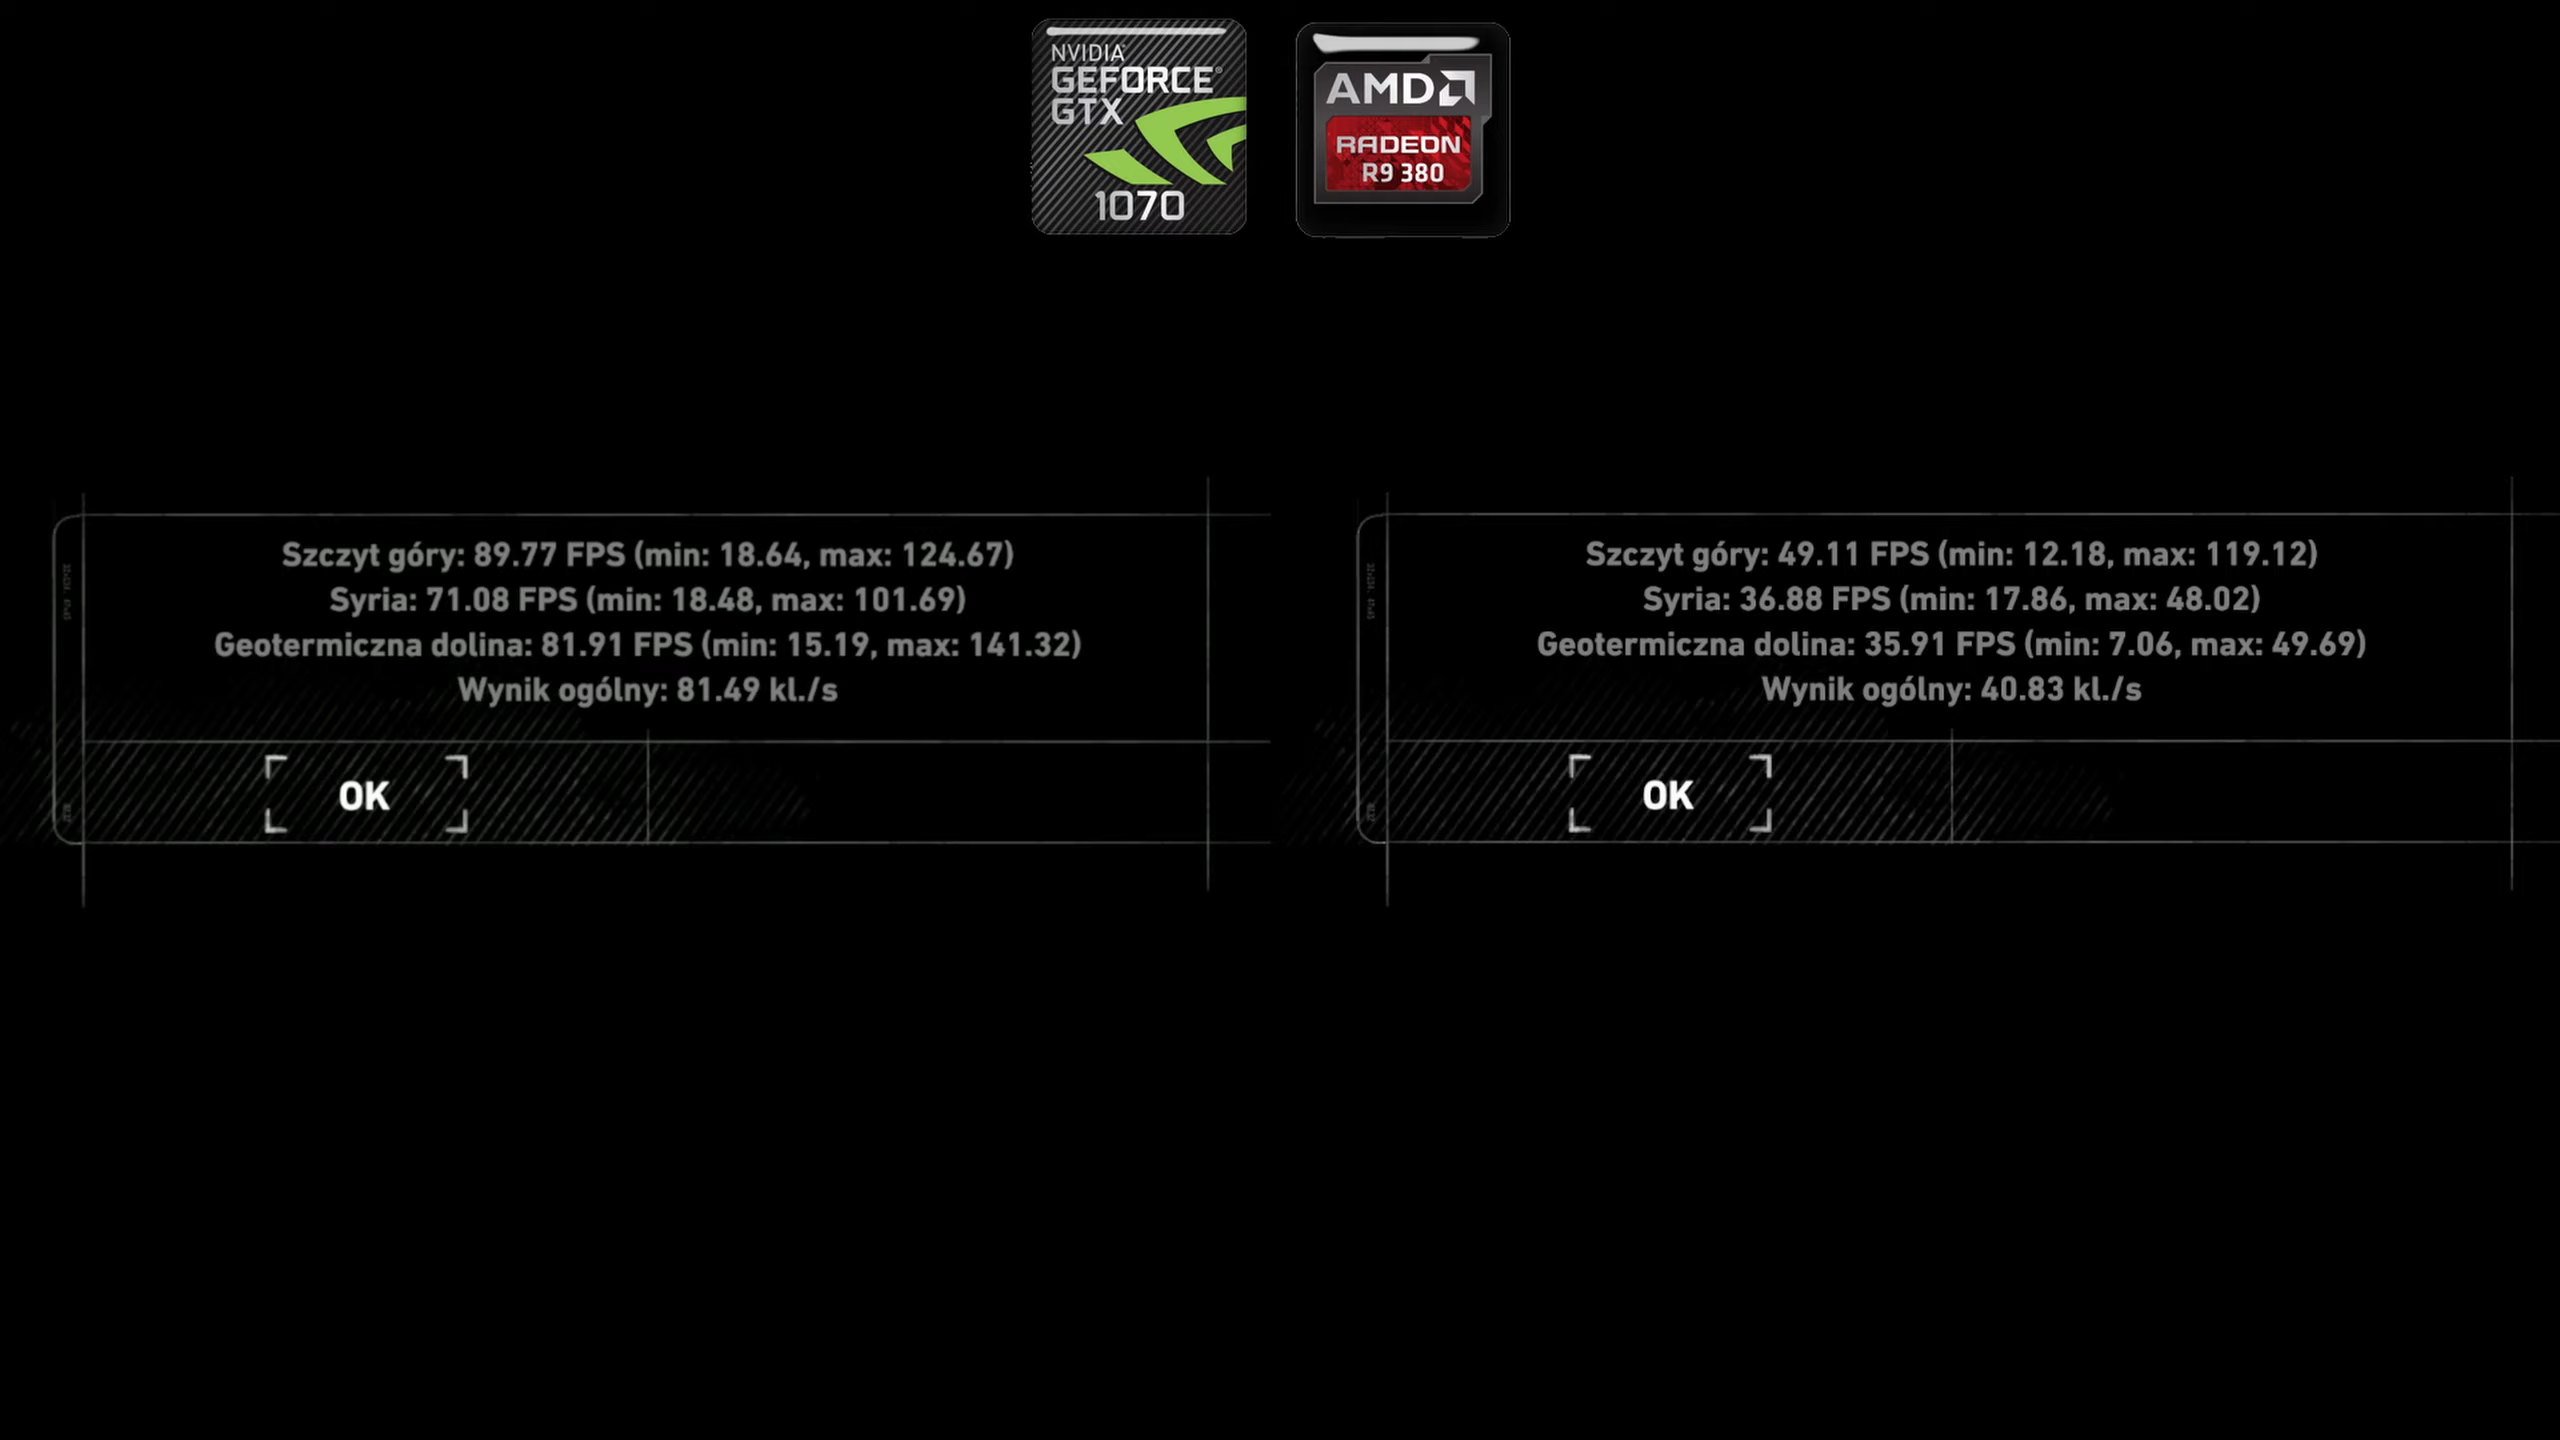 NVIDIA
GEFORCE®
GTX
1070
AMD
RADEON
R9 380
Szczyt góry: 89.77 FPS (min: 18.64, max: 124.67)
Syria: 71.08 FPS (min: 18.48, max: 101.69)
Geotermiczna dolina: 81.91 FPS (min: 15.19, max: 141.32)
Wynik ogólny: 81.49 kl./s
OK
Szczyt góry: 49.11 FPS (min: 12.18, max: 119.12)
Syria: 36.88 FPS (min: 17.86, max: 48.02)
Geotermiczna dolina: 35.91 FPS (min: 7.06, max: 49.69)
Wynik ogólny: 40.83 kl./s
OK